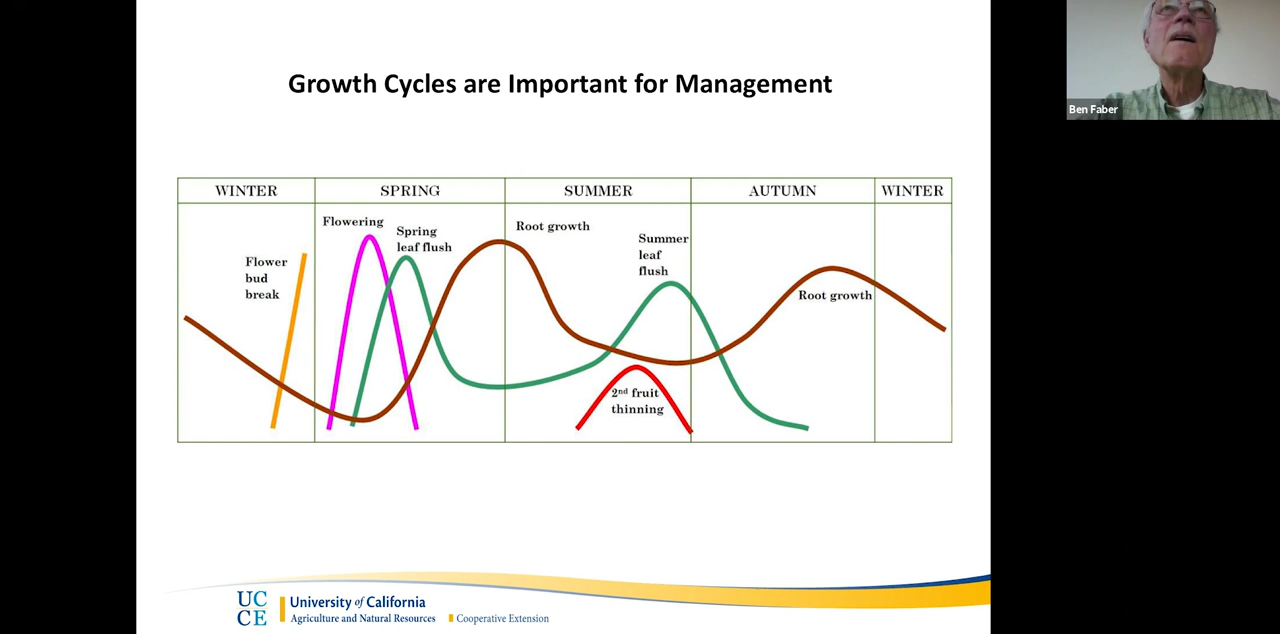 Growth Cycles are Important for Management
Ben Faber
WINTER
SPRING
SUMMER
AUTUMN
WINTER
Flower
bud
break
Flowering
Spring
leaf flush
Root growth
Summer
leaf
flush
2nd fruit
thinning
Root growth
UC
CE
University of California
Agriculture and Natural Resources
Cooperative Extension